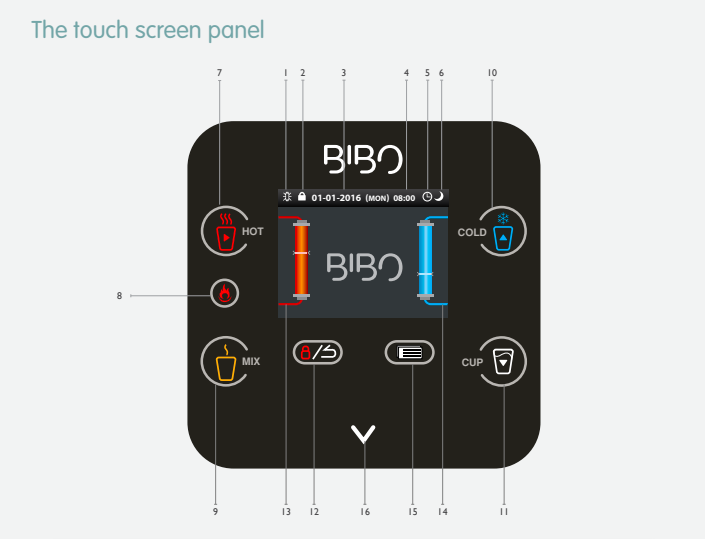 The touch screen panel
7 1 2 3 4 5 6 10
BIBO
01-01-2016 (MON) 08:00
HOT
COLD
BIBO
8
MIX
CUP
9 13 12 16 15 14 11